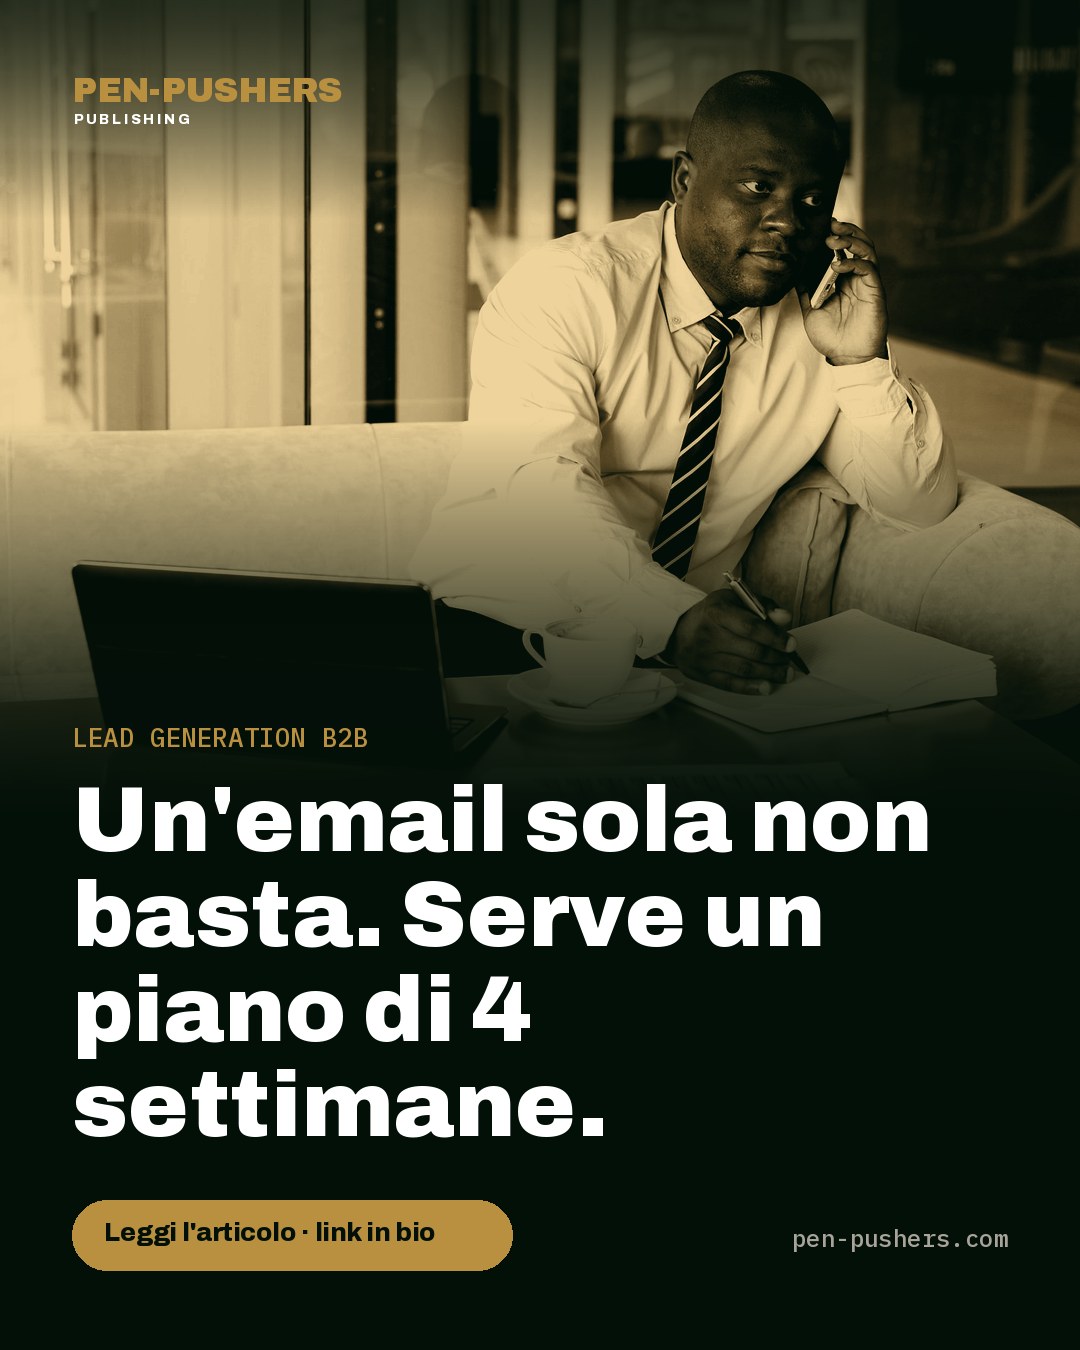 PEN-PUSHERS
PUBLISHING
LEAD GENERATION B2B
Un'email sola non
basta. Serve un
piano di 4
settimane.
Leggi l'articolo · link in bio
pen-pushers.com